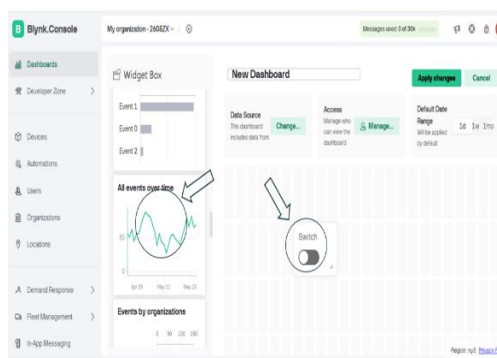 B Blynk.Console
My organization - 2608ZX
Messages used: 0 of 30k
Dashboards
Developer Zone
Devices
Automations
Users
Organizations
Locations
Demand Response
Fleet Management
In-App Messaging
Widget Box
Event 1
Event 0
Event 2
All events over time
50
0
Apr 30 May 11 May 23
Events by organizations
0 50 100 150
New Dashboard
Apply changes
Cancel
Data Source
This dashboard
includes data from
Change...
Access
Manage who
can view the
dashboard
Manage...
Default Date
Range
Will be applied
by default
1d 1w 1mo
Switch
Region: ny3